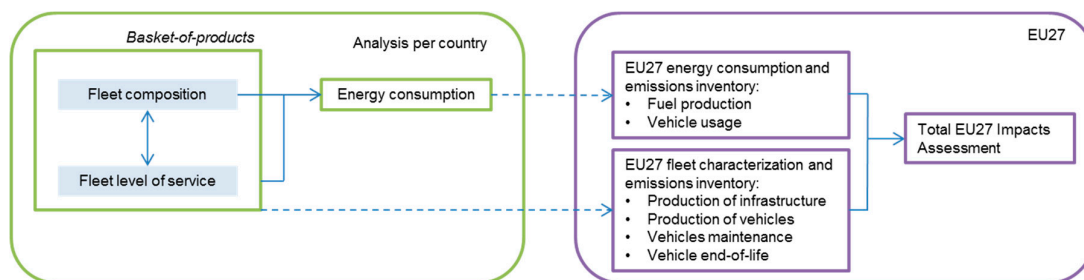 Basket-of-products
Analysis per country
Fleet composition
Fleet level of service
Energy consumption
EU27
EU27 energy consumption and
emissions inventory:
• Fuel production
• Vehicle usage
EU27 fleet characterization and
emissions inventory:
• Production of infrastructure
• Production of vehicles
• Vehicles maintenance
• Vehicle end-of-life
Total EU27 Impacts
Assessment